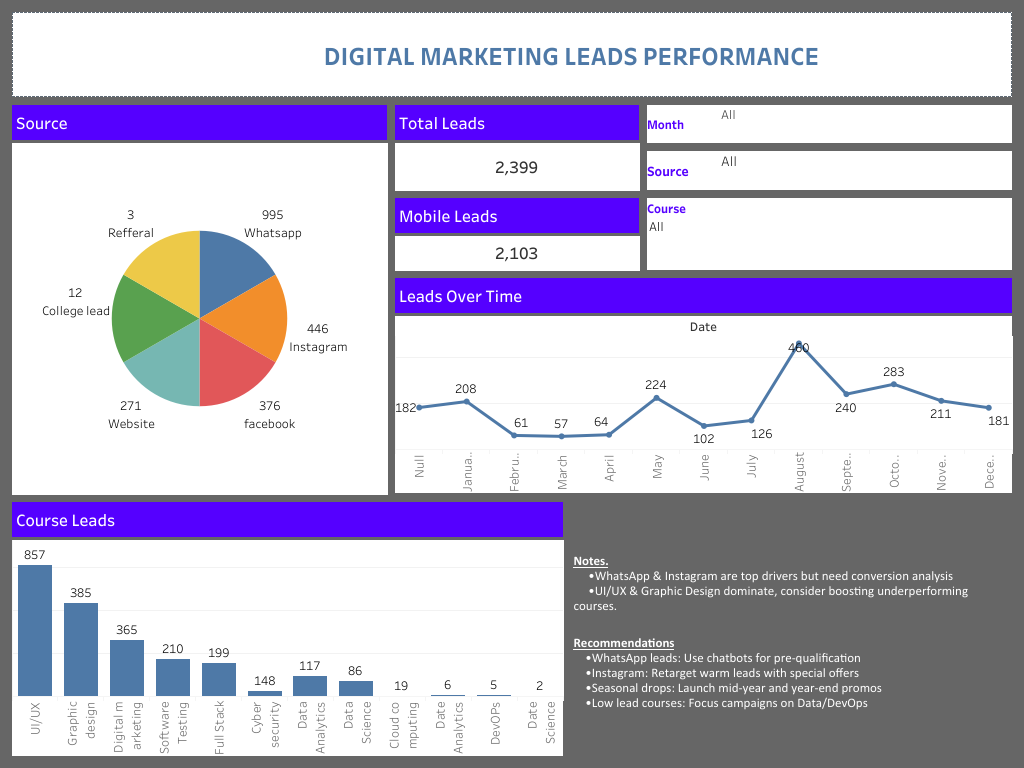 DIGITAL MARKETING LEADS PERFORMANCE
Source
3
Refferal
995
Whatsapp
12
College lead
446
Instagram
271
Website
376
facebook
Total Leads
2,399
Mobile Leads
2,103
Month
All
Source
All
Course
All
Leads Over Time
Date
182
208
61
57
64
224
102
126
460
240
283
211
181
Null
Janua..
Febru..
March
April
May
June
July
August
Septe..
Octo..
Nove..
Dece..
Course Leads
857
385
365
210
199
148
117
86
19
6
5
2
UI/UX
Graphic
design
Digital m
arketing
Software
Testing
Full Stack
Cyber
security
Data
Analytics
Data
Science
Cloud co
mputing
Date
Analytics
DevOPs
Date
Science
Notes.
•WhatsApp & Instagram are top drivers but need conversion analysis
•UI/UX & Graphic Design dominate, consider boosting underperforming
courses.
Recommendations
•WhatsApp leads: Use chatbots for pre-qualification
•Instagram: Retarget warm leads with special offers
•Seasonal drops: Launch mid-year and year-end promos
•Low lead courses: Focus campaigns on Data/DevOps